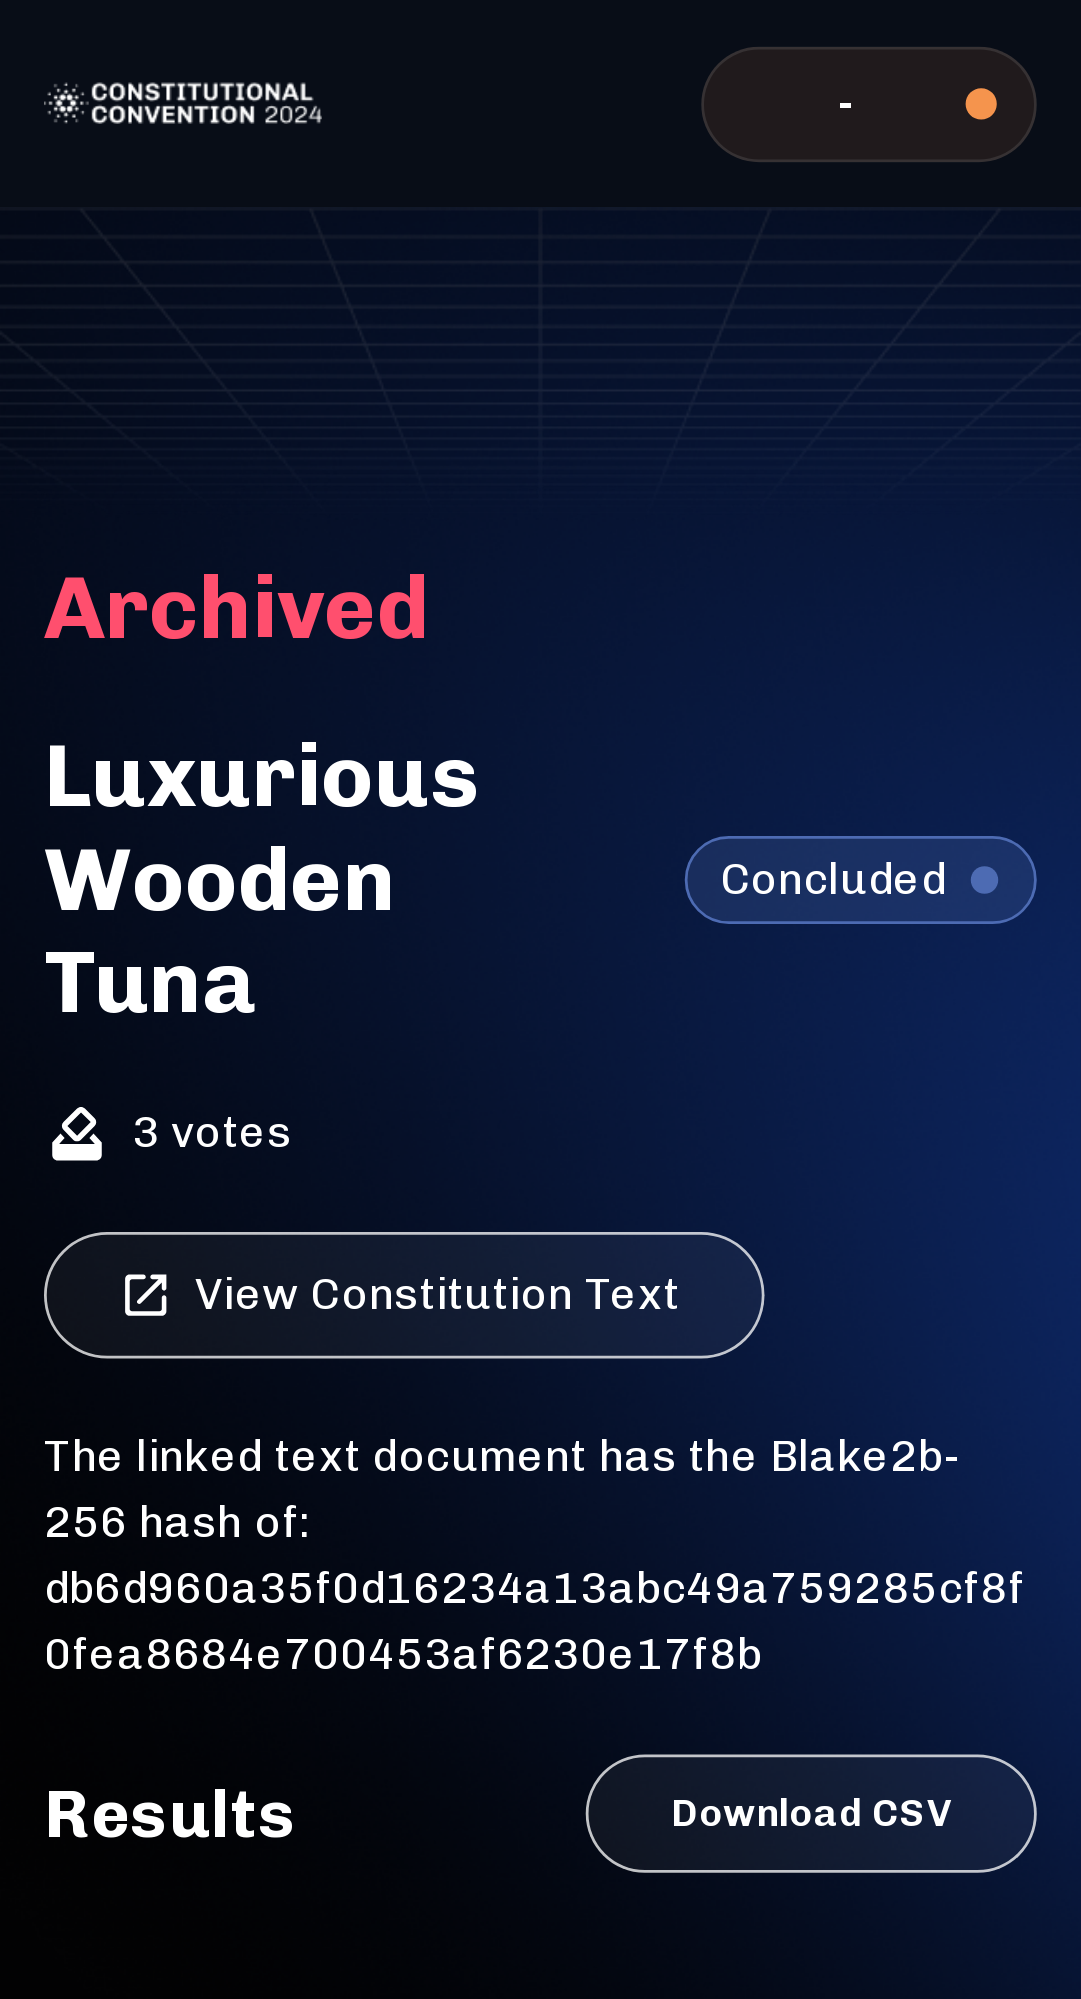 CONSTITUTIONAL
CONVENTION 2024
-
Archived
Luxurious
Wooden
Tuna
Concluded
3 votes
View Constitution Text
The linked text document has the Blake2b-
256 hash of:
db6d960a35f0d16234a13abc49a759285cf8f
0fea8684e700453af6230e17f8b
Results
Download CSV